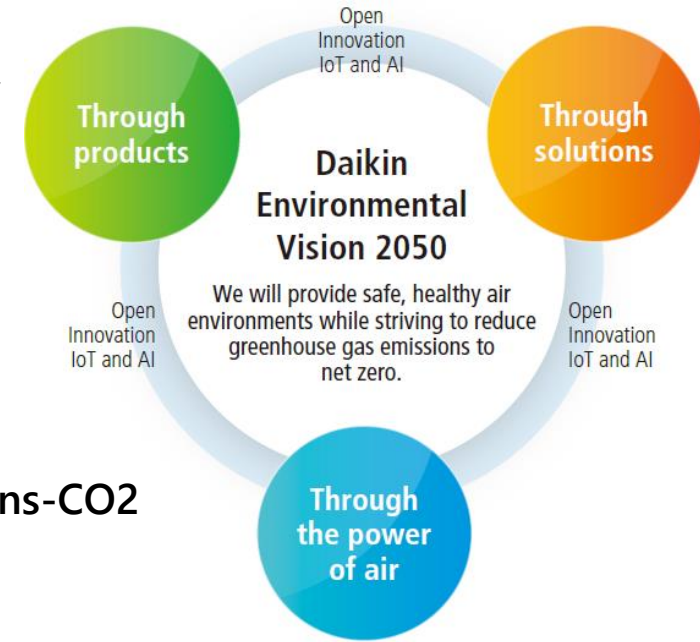 Open
Innovation
IoT and AI
Through
products
Through
solutions
Daikin
Environmental
Vision 2050
We will provide safe, healthy air
environments while striving to reduce
greenhouse gas emissions to
net zero.
Open
Innovation
IoT and AI
Open
Innovation
IoT and AI
ns-CO2
Through
the power
of air